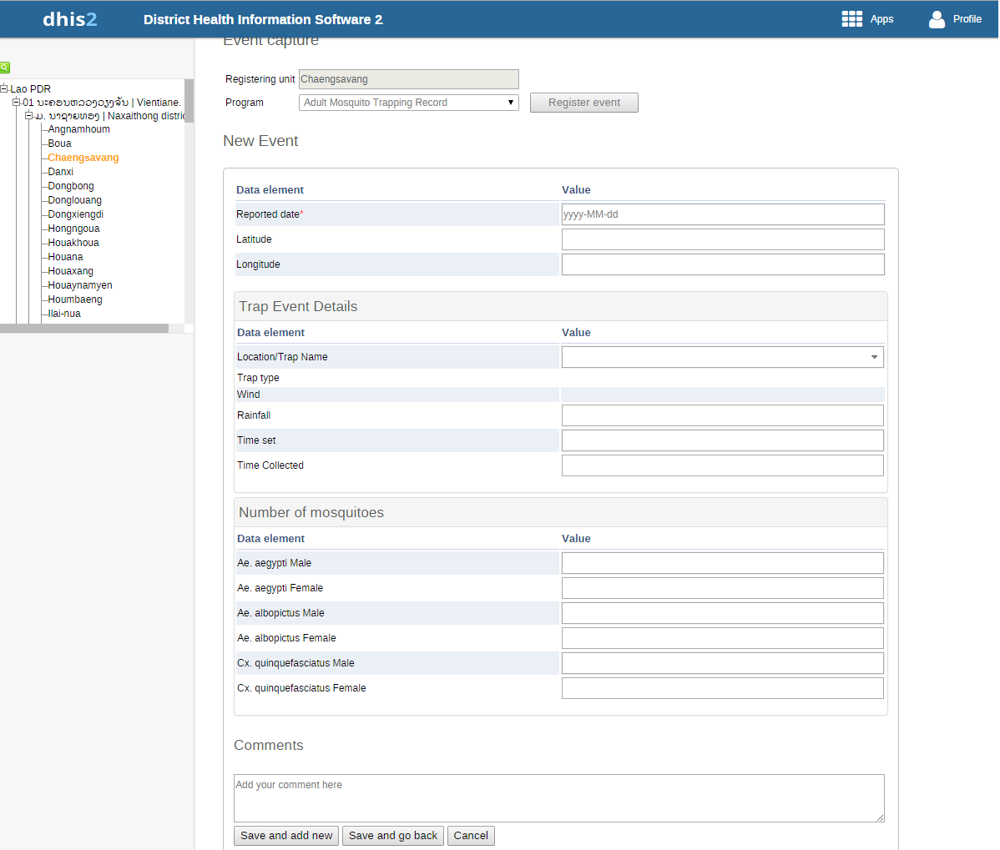 dhis2 District Health Information Software 2 Apps Profile
Lao PDR
01 ນະຄອນຫລວງວຽງຈັນ | Vientiane.
ມ. ນາຊາຍທອງ | Naxaithong distric
Angnamhoum
Boua
Chaengsavang
Danxi
Dongbong
Donglouang
Dongxiengdi
Hongngoua
Houakhoua
Houana
Houaxang
Houaynamyen
Houmbaeng
Ilai-nua
Event capture
Registering unit Chaengsavang
Program Adult Mosquito Trapping Record Register event
New Event
Data element Value
Reported date* yyyy-MM-dd
Latitude
Longitude
Trap Event Details
Data element Value
Location/Trap Name
Trap type
Wind
Rainfall
Time set
Time Collected
Number of mosquitoes
Data element Value
Ae. aegypti Male
Ae. aegypti Female
Ae. albopictus Male
Ae. albopictus Female
Cx. quinquefasciatus Male
Cx. quinquefasciatus Female
Comments
Add your comment here
Save and add new Save and go back Cancel